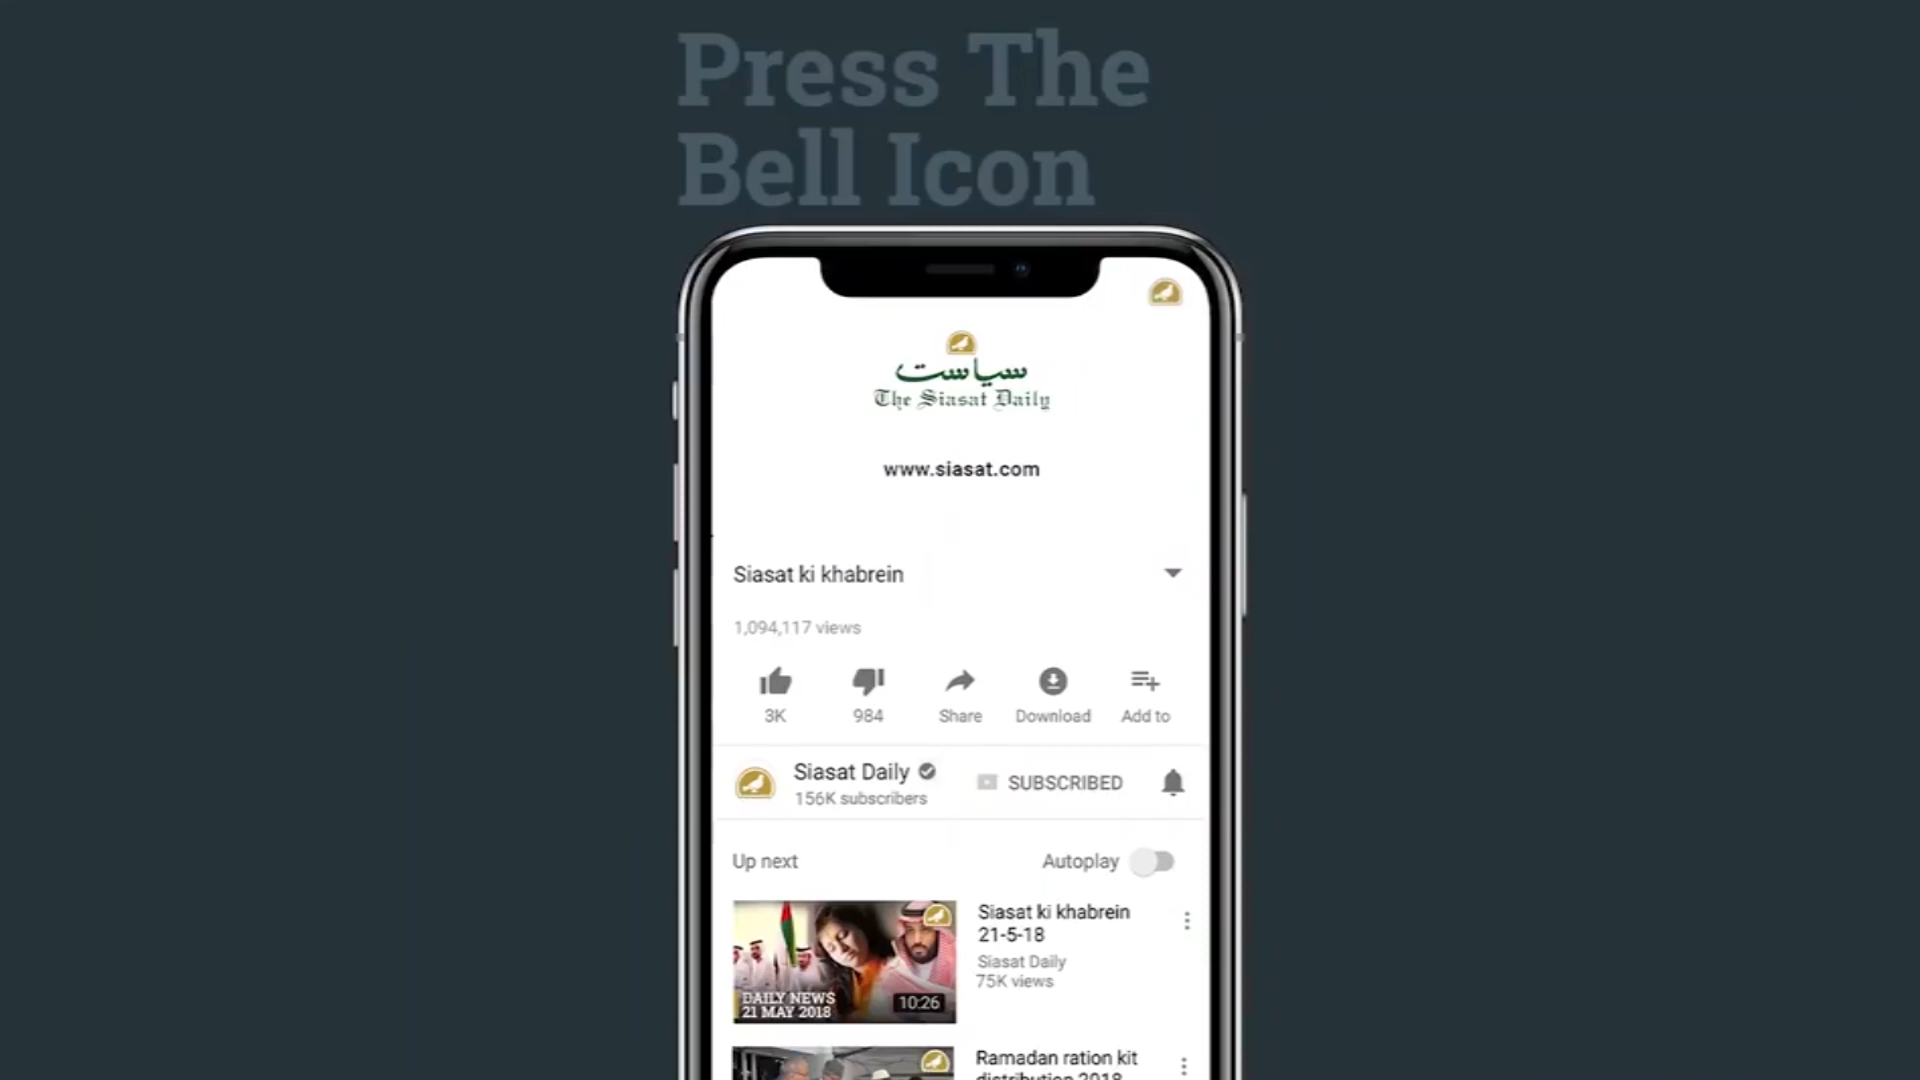 Press The
Bell Icon
سیاست
The Siasat Daily
www.siasat.com
Siasat ki khabrein
1,094,117 views
3K
984
Share
Download
Add to
Siasat Daily
156K subscribers
SUBSCRIBED
Up next
Autoplay
DAILY NEWS
21 MAY 2018
10:26
Siasat ki khabrein
21-5-18
Siasat Daily
75K views
Ramadan ration kit
distribution 2018